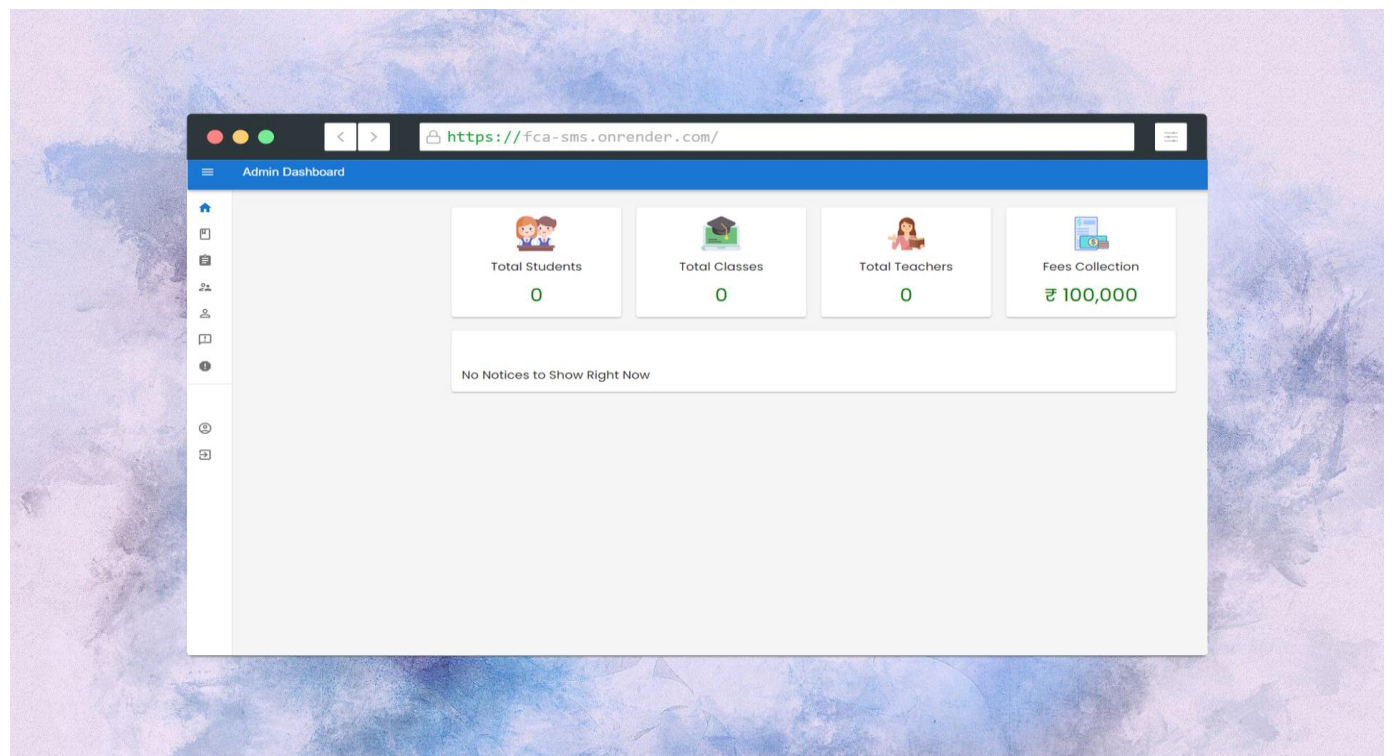 https://fca-sms.onrender.com/
Admin Dashboard
Total Students
0
Total Classes
0
Total Teachers
0
Fees Collection
₹ 100,000
No Notices to Show Right Now